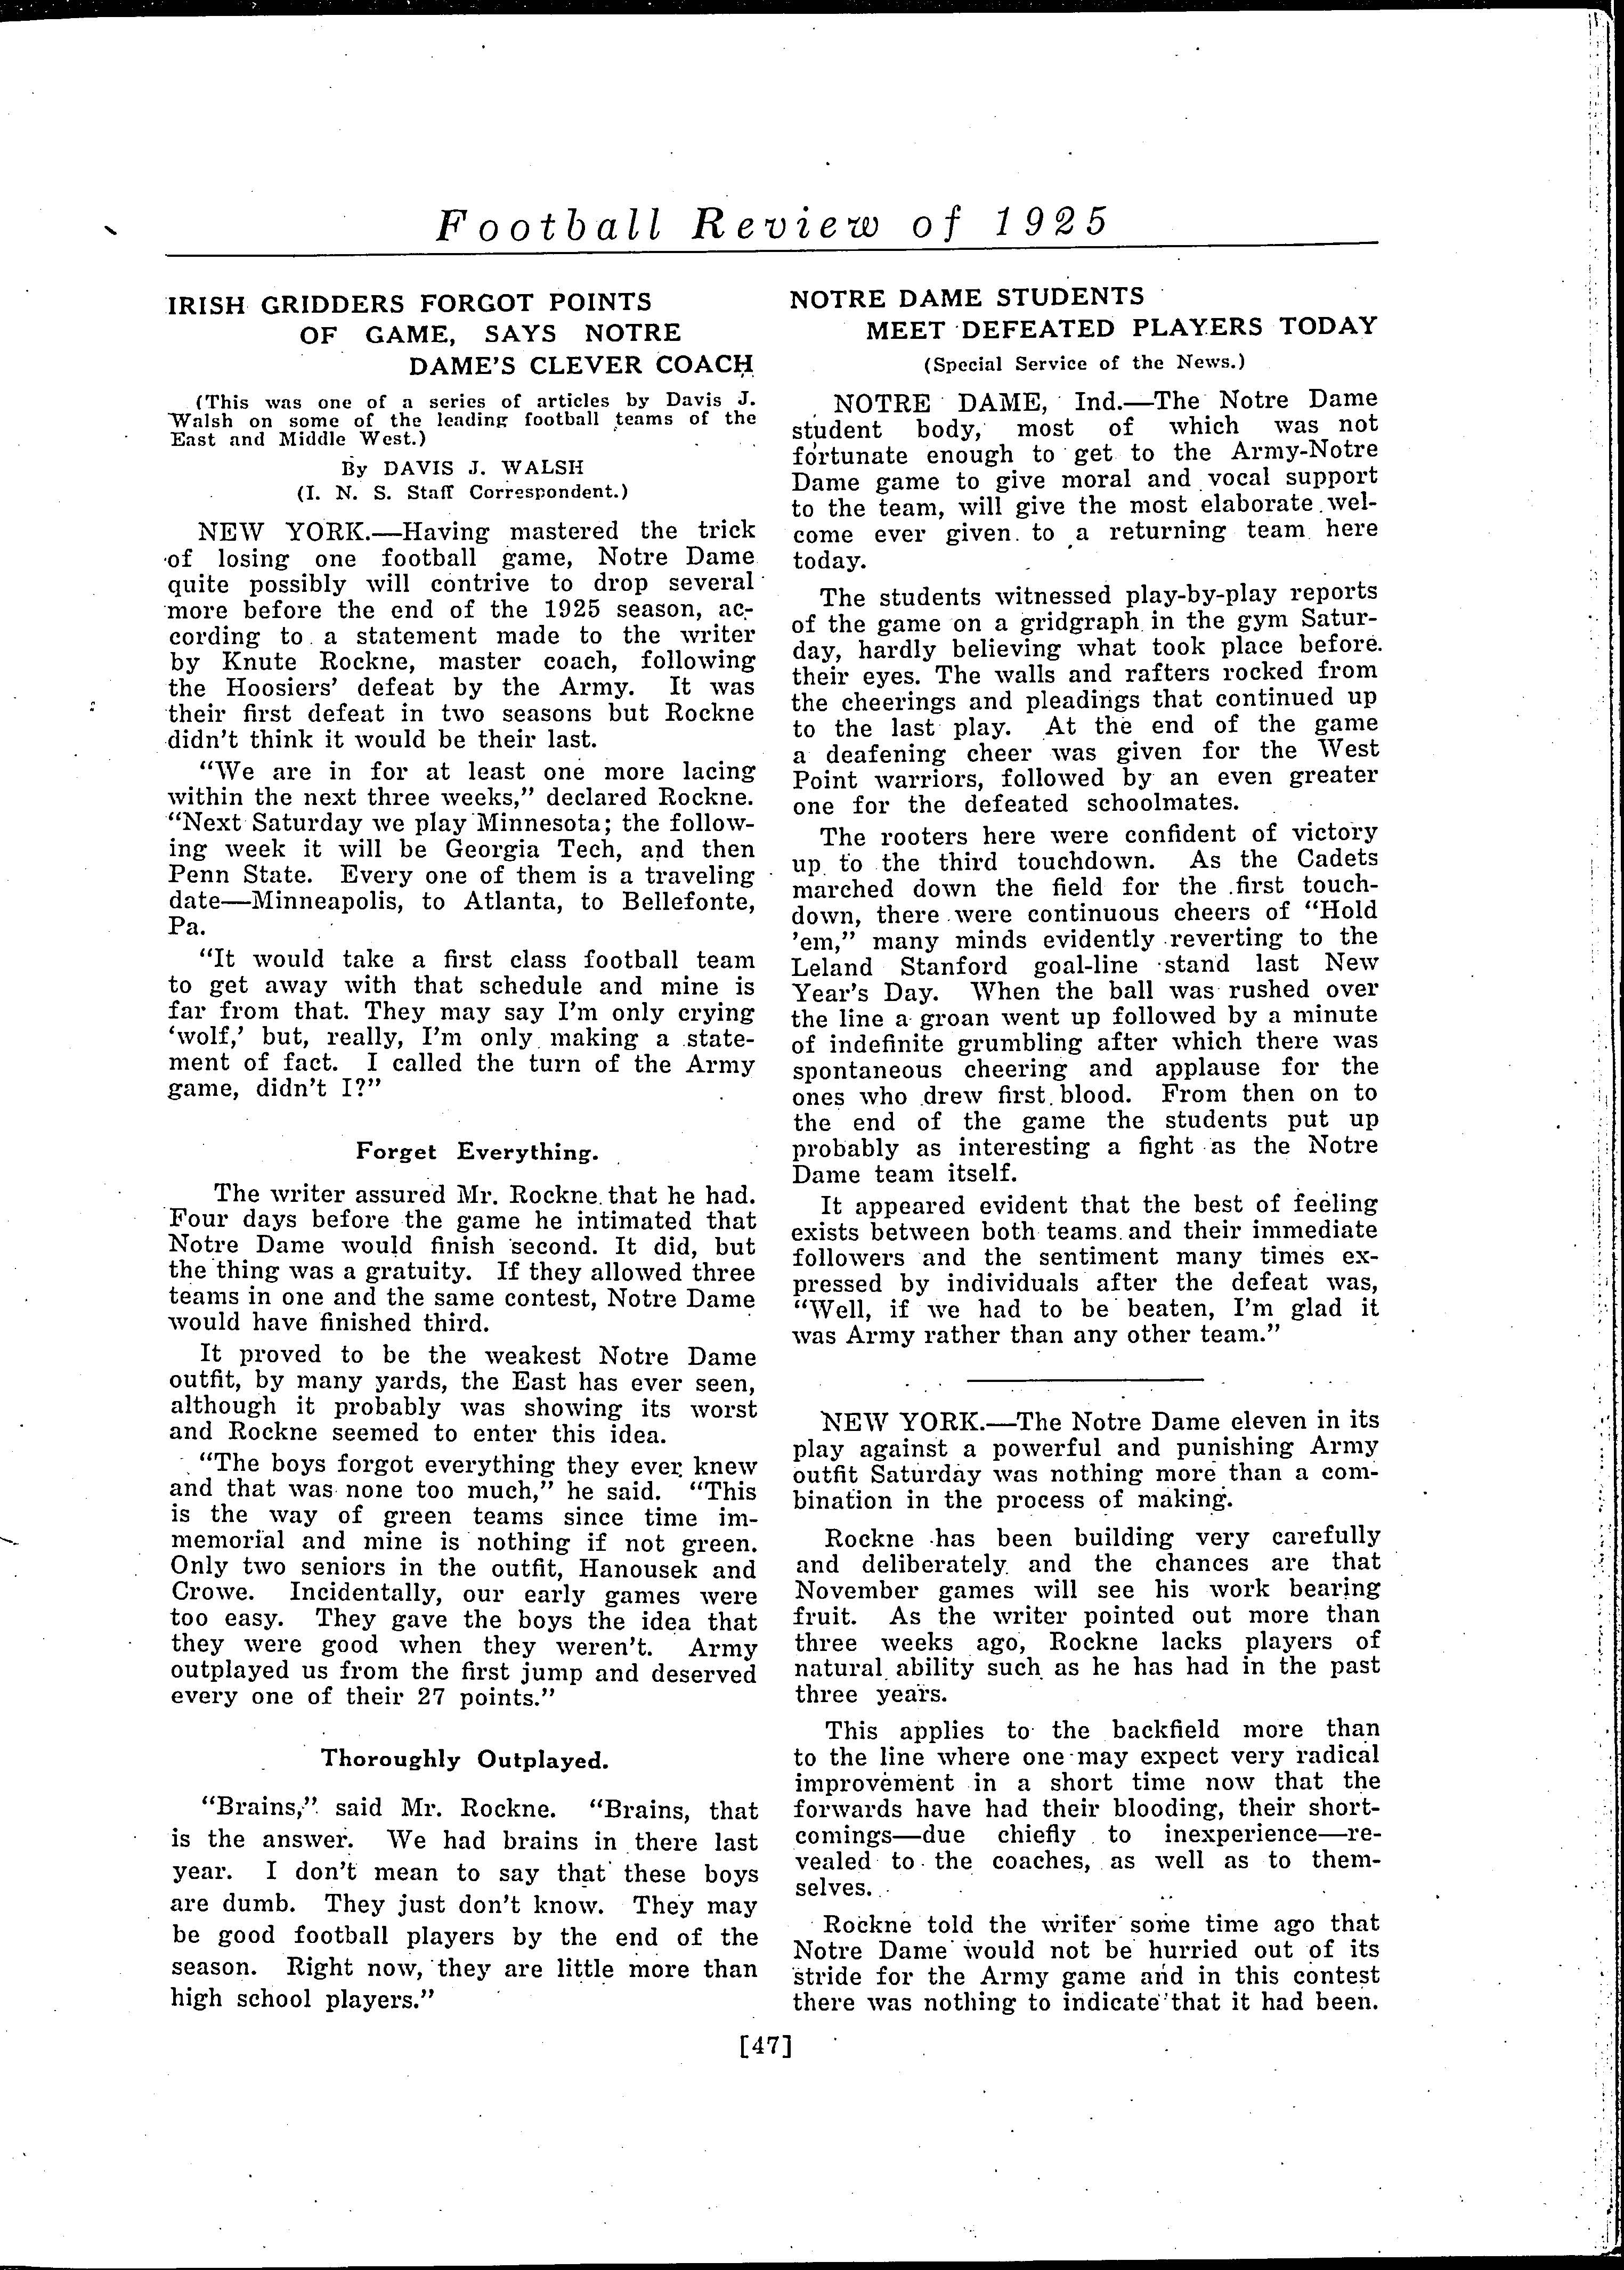 Football Review of 1925
IRISH GRIDDERS FORGOT POINTS
OF GAME, SAYS NOTRE
DAME'S CLEVER COACH
(This was one of a series of articles by Davis J.
Walsh on some of the leading football teams of the
East and Middle West.)
By DAVIS J. WALSH
(I. N. S. Staff Correspondent.)
NEW YORK.—Having mastered the trick
of losing one football game, Notre Dame
quite possibly will contrive to drop several
more before the end of the 1925 season, ac-
cording to a statement made to the writer
by Knute Rockne, master coach, following
the Hoosiers' defeat by the Army. It was
their first defeat in two seasons but Rockne
didn't think it would be their last.
"We are in for at least one more lacing
within the next three weeks," declared Rockne.
"Next Saturday we play Minnesota; the follow-
ing week it will be Georgia Tech, and then
Penn State. Every one of them is a traveling
date—Minneapolis, to Atlanta, to Bellefonte,
Pa.
"It would take a first class football team
to get away with that schedule and mine is
far from that. They may say I'm only crying
'wolf,' but, really, I'm only making a state-
ment of fact. I called the turn of the Army
game, didn't I?"
Forget Everything.
The writer assured Mr. Rockne that he had.
Four days before the game he intimated that
Notre Dame would finish second. It did, but
the thing was a gratuity. If they allowed three
teams in one and the same contest, Notre Dame
would have finished third.
It proved to be the weakest Notre Dame
outfit, by many yards, the East has ever seen,
although it probably was showing its worst
and Rockne seemed to enter this idea.
"The boys forgot everything they ever knew
and that was none too much," he said. "This
is the way of green teams since time im-
memorial and mine is nothing if not green.
Only two seniors in the outfit, Hanousek and
Crowe. Incidentally, our early games were
too easy. They gave the boys the idea that
they were good when they weren't. Army
outplayed us from the first jump and deserved
every one of their 27 points."
Thoroughly Outplayed.
"Brains," said Mr. Rockne. "Brains, that
is the answer. We had brains in there last
year. I don't mean to say that these boys
are dumb. They just don't know. They may
be good football players by the end of the
season. Right now, they are little more than
high school players."
NOTRE DAME STUDENTS
MEET DEFEATED PLAYERS TODAY
(Special Service of the News.)
NOTRE DAME, Ind.—The Notre Dame
student body, most of which was not
fortunate enough to get to the Army-Notre
Dame game to give moral and vocal support
to the team, will give the most elaborate wel-
come ever given to a returning team here
today.
The students witnessed play-by-play reports
of the game on a gridgraph in the gym Satur-
day, hardly believing what took place before
their eyes. The walls and rafters rocked from
the cheerings and pleadings that continued up
to the last play. At the end of the game
a deafening cheer was given for the West
Point warriors, followed by an even greater
one for the defeated schoolmates.
The rooters here were confident of victory
up to the third touchdown. As the Cadets
marched down the field for the first touch-
down, there were continuous cheers of "Hold
'em," many minds evidently reverting to the
Leland Stanford goal-line stand last New
Year's Day. When the ball was rushed over
the line a groan went up followed by a minute
of indefinite grumbling after which there was
spontaneous cheering and applause for the
ones who drew first blood. From then on to
the end of the game the students put up
probably as interesting a fight as the Notre
Dame team itself.
It appeared evident that the best of feeling
exists between both teams and their immediate
followers and the sentiment many times ex-
pressed by individuals after the defeat was,
"Well, if we had to be beaten, I'm glad it
was Army rather than any other team."
NEW YORK.—The Notre Dame eleven in its
play against a powerful and punishing Army
outfit Saturday was nothing more than a com-
bination in the process of making.
Rockne has been building very carefully
and deliberately and the chances are that
November games will see his work bearing
fruit. As the writer pointed out more than
three weeks ago, Rockne lacks players of
natural ability such as he has had in the past
three years.
This applies to the backfield more than
to the line where one may expect very radical
improvement in a short time now that the
forwards have had their blooding, their short-
comings—due chiefly to inexperience—re-
vealed to the coaches, as well as to them-
selves.
Rockne told the writer some time ago that
Notre Dame would not be hurried out of its
stride for the Army game and in this contest
there was nothing to indicate that it had been.
[47]